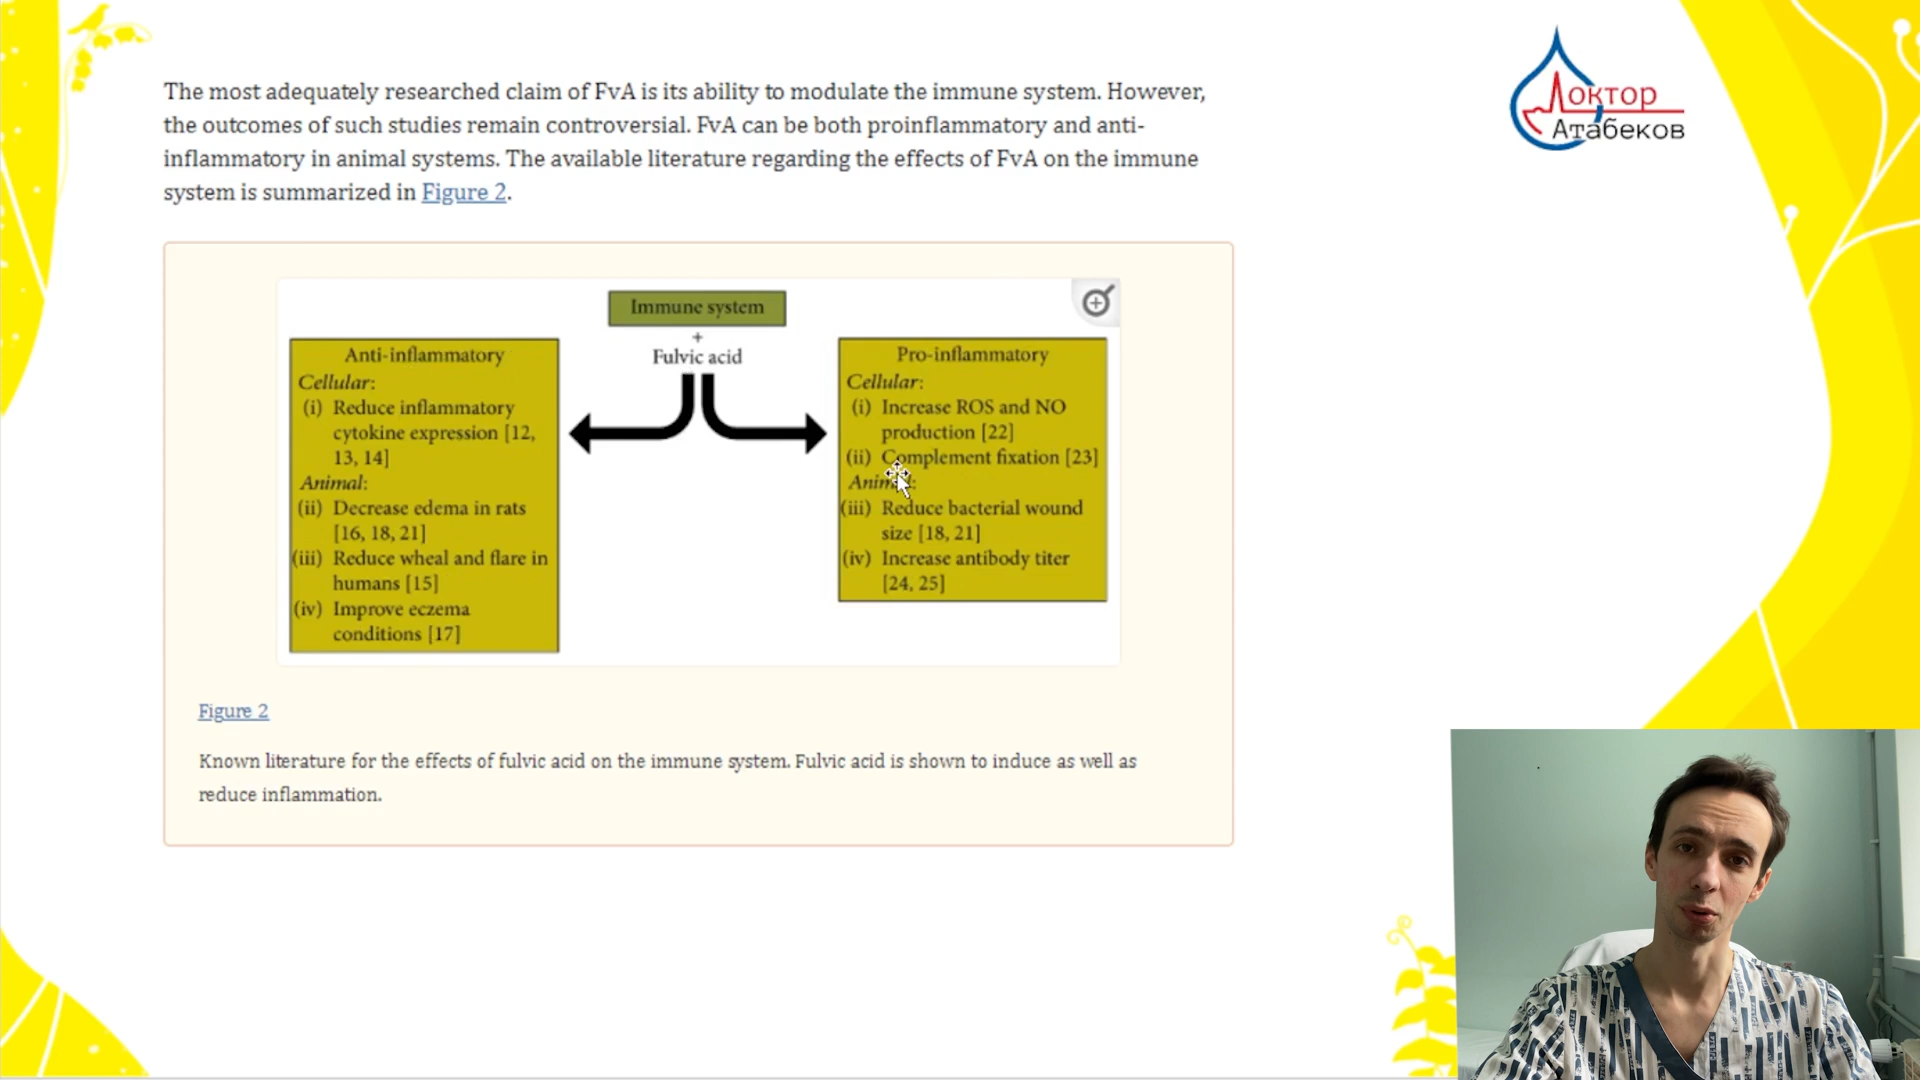 The most adequately researched claim of FvA is its ability to modulate the immune system. However,
the outcomes of such studies remain controversial. FvA can be both proinflammatory and anti-
inflammatory in animal systems. The available literature regarding the effects of FvA on the immune
system is summarized in Figure 2.
Доктор
Атабеков
Immune system
+
Fulvic acid
Anti-inflammatory
Cellular:
(i) Reduce inflammatory
cytokine expression [12,
13, 14]
Animal:
(ii) Decrease edema in rats
[16, 18, 21]
(iii) Reduce wheal and flare in
humans [15]
(iv) Improve eczema
conditions [17]
Pro-inflammatory
Cellular:
(i) Increase ROS and NO
production [22]
(ii) Complement fixation [23]
Animal:
(iii) Reduce bacterial wound
size [18, 21]
(iv) Increase antibody titer
[24, 25]
Figure 2
Known literature for the effects of fulvic acid on the immune system. Fulvic acid is shown to induce as well as
reduce inflammation.